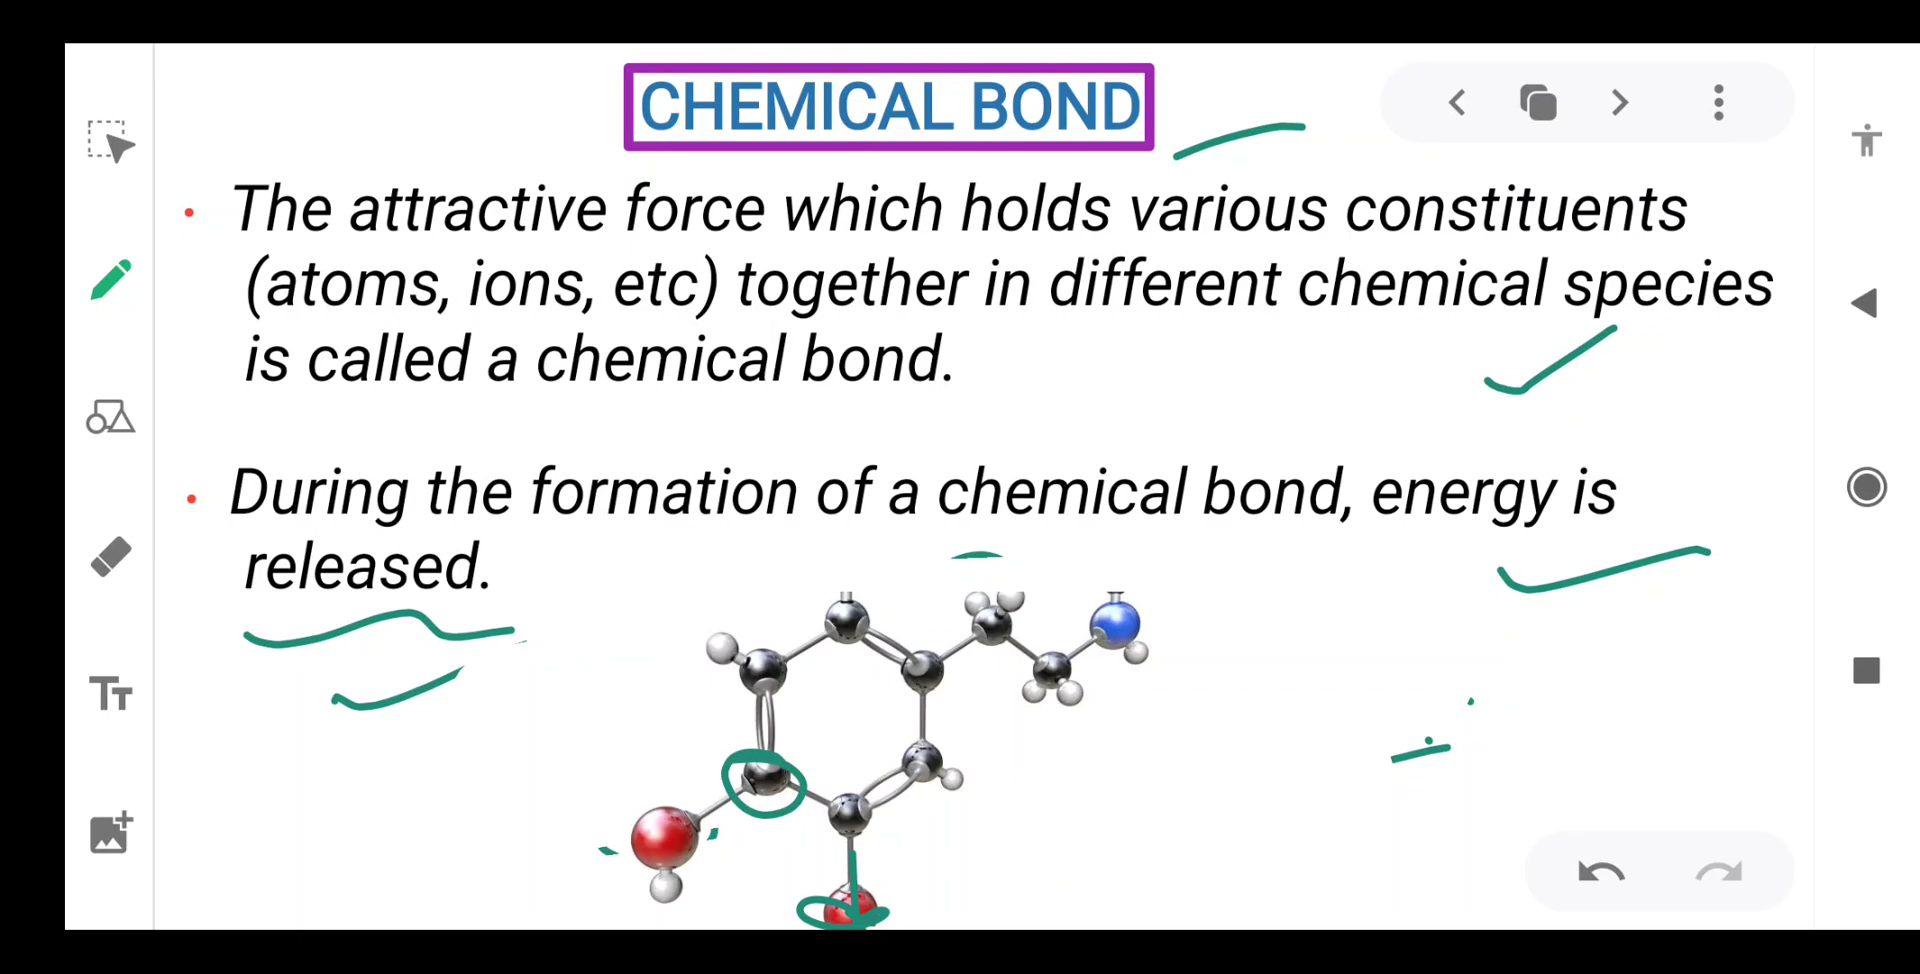 CHEMICAL BOND
• The attractive force which holds various constituents
(atoms, ions, etc) together in different chemical species
is called a chemical bond.
• During the formation of a chemical bond, energy is
released.
TT